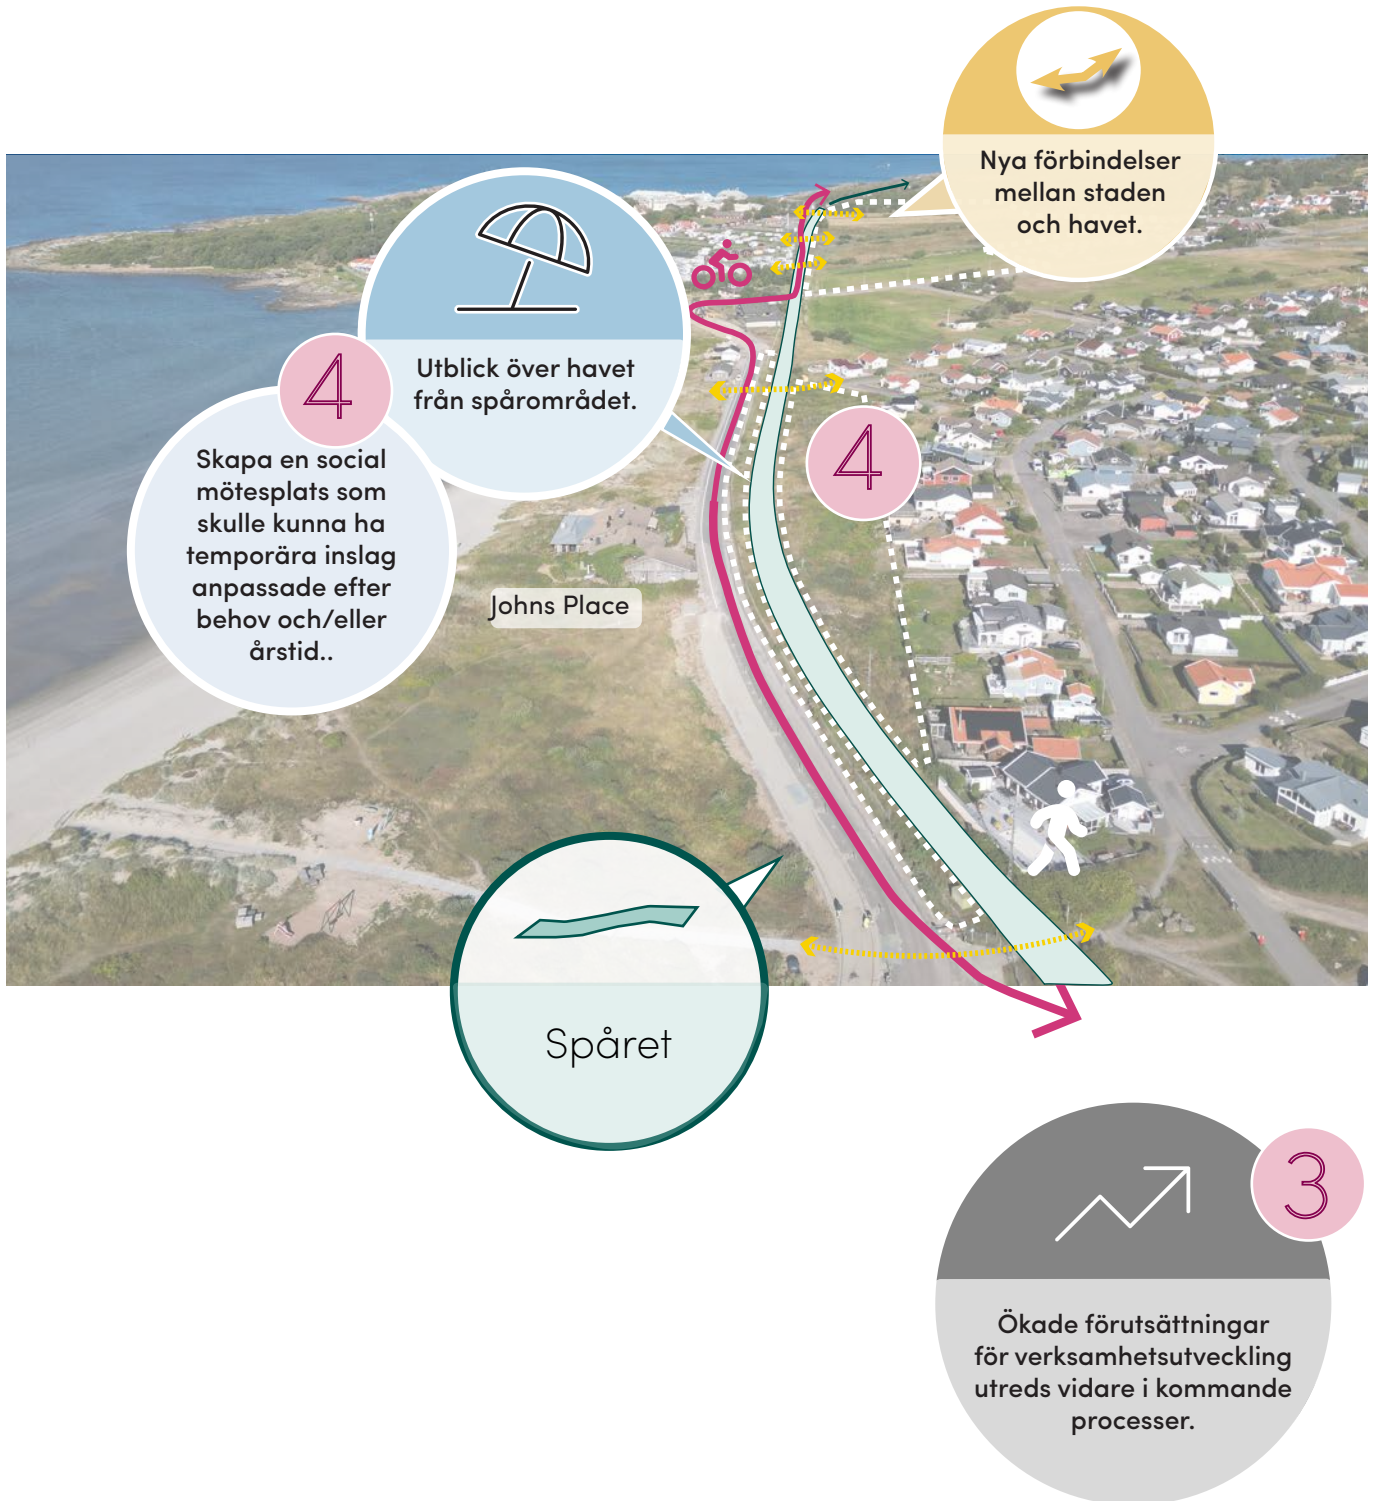 Nya förbindelser
mellan staden
och havet.
Utblick över havet
från spårområdet.
4
Skapa en social
mötesplats som
skulle kunna ha
temporära inslag
anpassade efter
behov och/eller
årstid..
4
Johns Place
Spåret
3
Ökade förutsättningar
för verksamhetsutveckling
utreds vidare i kommande
processer.